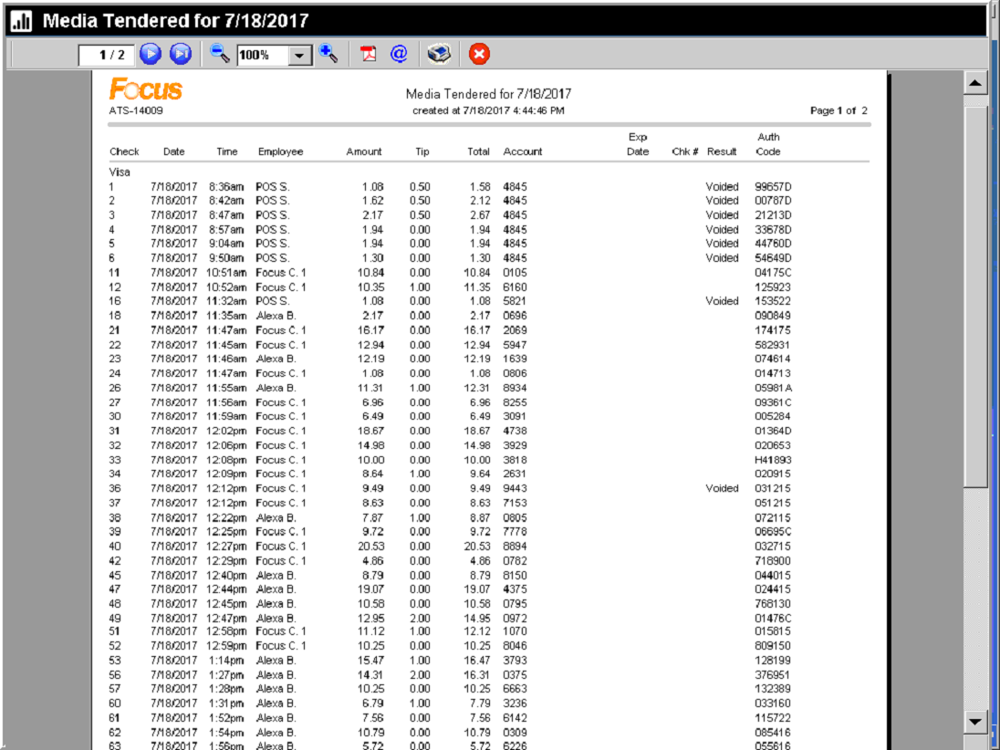 Media Tendered for 7/18/2017
1 / 2 100% @
Focus
Media Tendered for 7/18/2017
ATS-14009 created at 7/18/2017 4:44:46 PM Page 1 of 2
Exp Auth
Check Date Time Employee Amount Tip Total Account Date Chk # Result Code
Visa
1 7/18/2017 8:36am POS S. 1.08 0.50 1.58 4845 Voided 99657D
2 7/18/2017 8:42am POS S. 1.62 0.50 2.12 4845 Voided 00787D
3 7/18/2017 8:47am POS S. 2.17 0.50 2.67 4845 Voided 21213D
4 7/18/2017 8:57am POS S. 1.94 0.00 1.94 4845 Voided 33678D
5 7/18/2017 9:04am POS S. 1.94 0.00 1.94 4845 Voided 44760D
6 7/18/2017 9:50am POS S. 1.30 0.00 1.30 4845 Voided 54649D
11 7/18/2017 10:51am Focus C. 1 10.84 0.00 10.84 0105 04175C
12 7/18/2017 10:52am Focus C. 1 10.35 1.00 11.35 6160 125923
16 7/18/2017 11:32am POS S. 1.08 0.00 1.08 5821 Voided 153522
18 7/18/2017 11:35am Alexa B. 2.17 0.00 2.17 0696 090849
21 7/18/2017 11:47am Focus C. 1 16.17 0.00 16.17 2069 174175
22 7/18/2017 11:45am Focus C. 1 12.94 0.00 12.94 5947 582931
23 7/18/2017 11:46am Alexa B. 12.19 0.00 12.19 1639 074614
24 7/18/2017 11:47am Focus C. 1 1.08 0.00 1.08 0806 014713
26 7/18/2017 11:55am Alexa B. 11.31 1.00 12.31 8934 05981A
27 7/18/2017 11:56am Focus C. 1 6.96 0.00 6.96 8255 09361C
30 7/18/2017 11:59am Focus C. 1 6.49 0.00 6.49 3091 005284
31 7/18/2017 12:02pm Focus C. 1 18.67 0.00 18.67 4738 01364D
32 7/18/2017 12:06pm Focus C. 1 14.98 0.00 14.98 3929 020653
33 7/18/2017 12:08pm Focus C. 1 10.00 0.00 10.00 3818 H41893
34 7/18/2017 12:09pm Focus C. 1 8.64 1.00 9.64 2631 020915
36 7/18/2017 12:12pm Focus C. 1 9.49 0.00 9.49 9443 Voided 031215
37 7/18/2017 12:12pm Focus C. 1 8.63 0.00 8.63 7153 051215
38 7/18/2017 12:22pm Alexa B. 7.87 1.00 8.87 0805 072115
39 7/18/2017 12:25pm Focus C. 1 9.72 0.00 9.72 7778 06695C
40 7/18/2017 12:27pm Focus C. 1 20.53 0.00 20.53 8894 032715
42 7/18/2017 12:29pm Focus C. 1 4.86 0.00 4.86 0782 718900
45 7/18/2017 12:40pm Alexa B. 8.79 0.00 8.79 8150 044015
47 7/18/2017 12:44pm Alexa B. 19.07 0.00 19.07 4375 024415
48 7/18/2017 12:45pm Alexa B. 10.58 0.00 10.58 0795 768130
49 7/18/2017 12:47pm Alexa B. 12.95 2.00 14.95 0972 01476C
51 7/18/2017 12:58pm Focus C. 1 11.12 1.00 12.12 1070 015815
52 7/18/2017 12:59pm Focus C. 1 10.25 0.00 10.25 8046 809150
53 7/18/2017 1:14pm Alexa B. 15.47 1.00 16.47 3793 128199
56 7/18/2017 1:27pm Alexa B. 14.31 2.00 16.31 0375 376951
57 7/18/2017 1:28pm Alexa B. 10.25 0.00 10.25 6663 132389
60 7/18/2017 1:31pm Alexa B. 6.79 1.00 7.79 3236 033160
61 7/18/2017 1:52pm Alexa B. 7.56 0.00 7.56 6142 115722
62 7/18/2017 1:54pm Alexa B. 10.79 0.00 10.79 0309 085416
63 7/18/2017 1:56pm Alexa B. 5.72 0.00 5.72 6226 055616